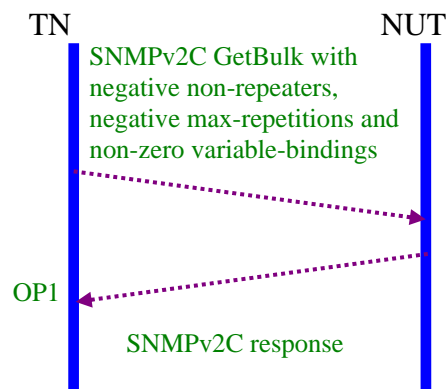 TN NUT
SNMPv2C GetBulk with
negative non-repeaters,
negative max-repetitions and
non-zero variable-bindings
OP1
SNMPv2C response